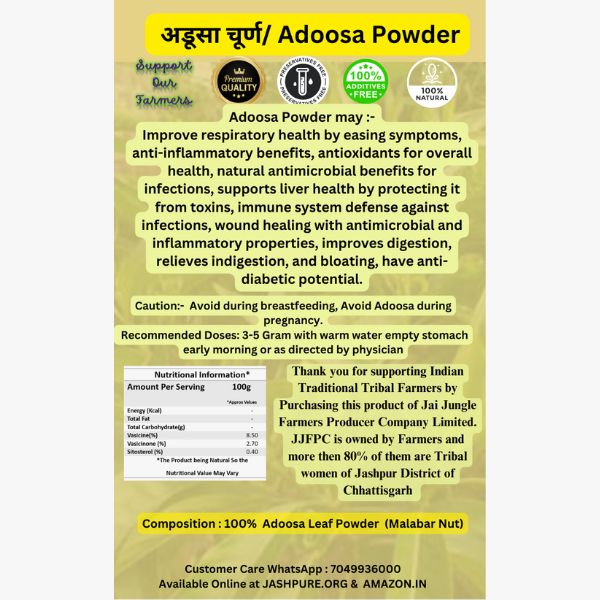 अडूसा चूर्ण/ Adoosa Powder
Support
Our
Farmers
Premium
QUALITY
PRESERVATIVES FREE
PRESERVATIVES FREE
100%
ADDITIVES
FREE
100%
NATURAL
Adoosa Powder may :-
Improve respiratory health by easing symptoms,
anti-inflammatory benefits, antioxidants for overall
health, natural antimicrobial benefits for
infections, supports liver health by protecting it
from toxins, immune system defense against
infections, wound healing with antimicrobial and
inflammatory properties, improves digestion,
relieves indigestion, and bloating, have anti-
diabetic potential.
Caution:- Avoid during breastfeeding, Avoid Adoosa during
pregnancy.
Recommended Doses: 3-5 Gram with warm water empty stomach
early morning or as directed by physician
Nutritional Information*
Amount Per Serving 100g
*Approx Values
Energy (Kcal) -
Total Fat -
Total Carbohydrate(g) -
Vasicine(%) 8.50
Vasicinone (%) 2.70
Sitosterol (%) 0.40
*The Product being Natural So the
Nutritional Value May Vary
Thank you for supporting Indian
Traditional Tribal Farmers by
Purchasing this product of Jai Jungle
Farmers Producer Company Limited.
JJFPC is owned by Farmers and
more then 80% of them are Tribal
women of Jashpur District of
Chhattisgarh
Composition : 100% Adoosa Leaf Powder (Malabar Nut)
Customer Care WhatsApp : 7049936000
Available Online at JASHPURE.ORG & AMAZON.IN